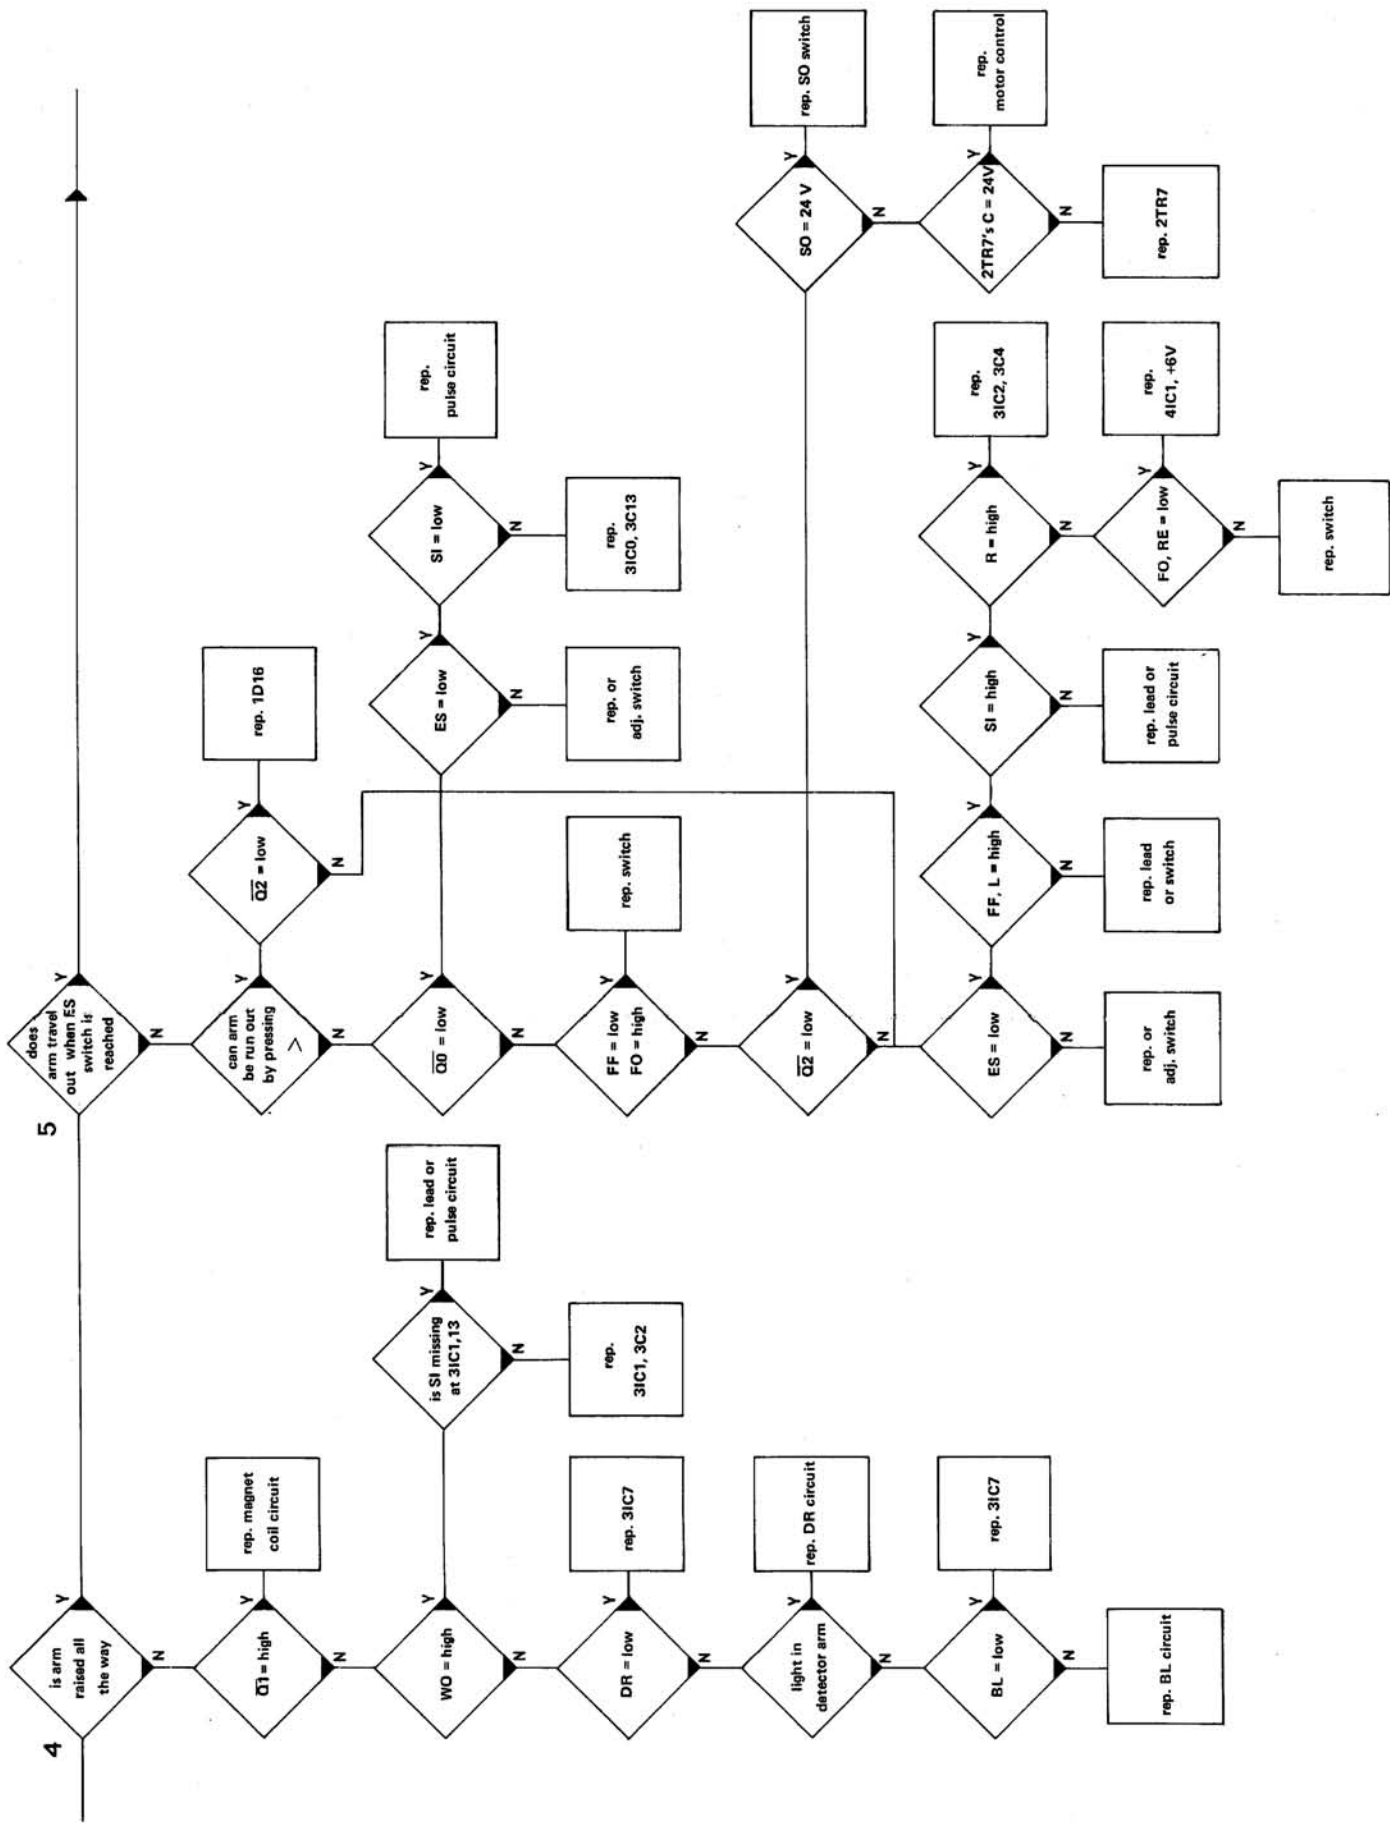 4
is arm
raised all
the way
Y
N
Q1 = high
Y
N
rep. magnet
coil circuit
WO = high
Y
N
is SI missing
at 3IC1,13
Y
N
rep. lead or
pulse circuit
rep.
3IC1, 3C2
DR = low
Y
N
rep. 3IC7
light in
detector arm
Y
N
rep. DR circuit
BL = low
Y
N
rep. 3IC7
rep. BL circuit
5
does
arm travel
out when ES
switch is
reached
Y
N
can arm
be run out
by pressing
>
Y
N
Q2 = low
Y
N
rep. 1D16
Q0 = low
Y
N
ES = low
Y
N
rep. or
adj. switch
SI = low
Y
N
rep.
pulse circuit
rep.
3IC0, 3C13
FF = low
FO = high
Y
N
rep. switch
Q2 = low
Y
N
SO = 24 V
Y
N
rep. SO switch
2TR7's C = 24V
Y
N
rep.
motor control
rep. 2TR7
ES = low
Y
N
rep. or
adj. switch
FF, L = high
Y
N
rep. lead
or switch
SI = high
Y
N
rep. lead or
pulse circuit
R = high
Y
N
rep.
3IC2, 3C4
FO, RE = low
Y
N
rep.
4IC1, +6V
rep. switch